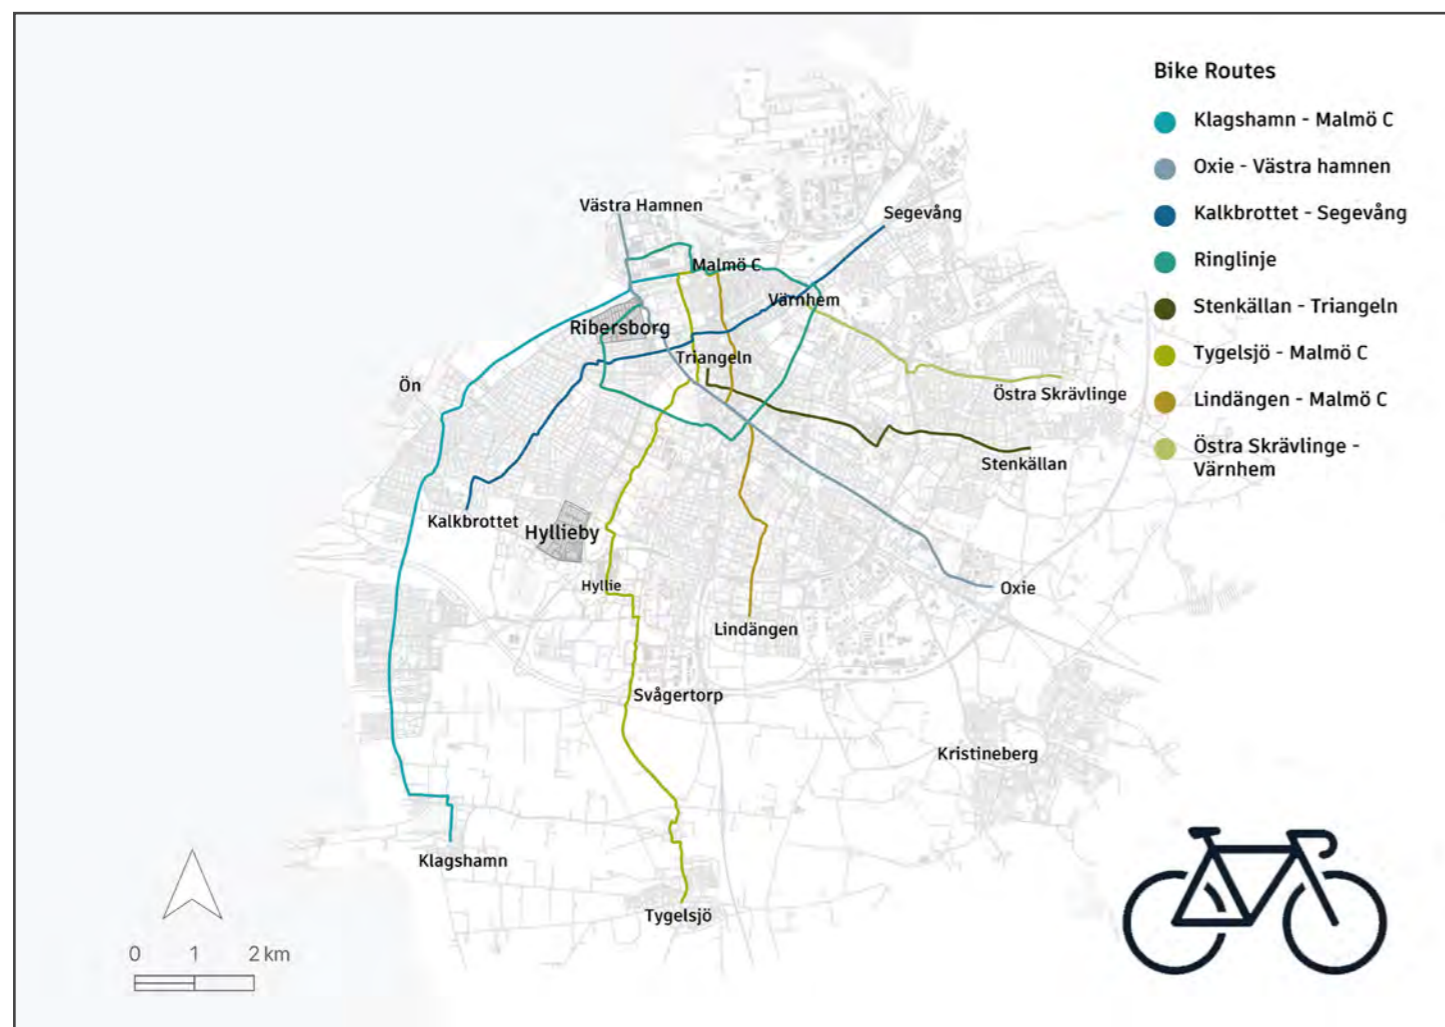 Bike Routes
Klagshamn - Malmö C
Oxie - Västra hamnen
Kalkbrottet - Segevång
Ringlinje
Stenkällan - Triangeln
Tygelsjö - Malmö C
Lindängen - Malmö C
Östra Skrävlinge -
Värnhem
Västra Hamnen
Segevång
Malmö C
Värnhem
Ribersborg
Triangeln
Ön
Östra Skrävlinge
Stenkällan
Kalkbrottet
Hyllieby
Hyllie
Oxie
Lindängen
Svågertorp
Kristineberg
Klagshamn
Tygelsjö
0 1 2 km